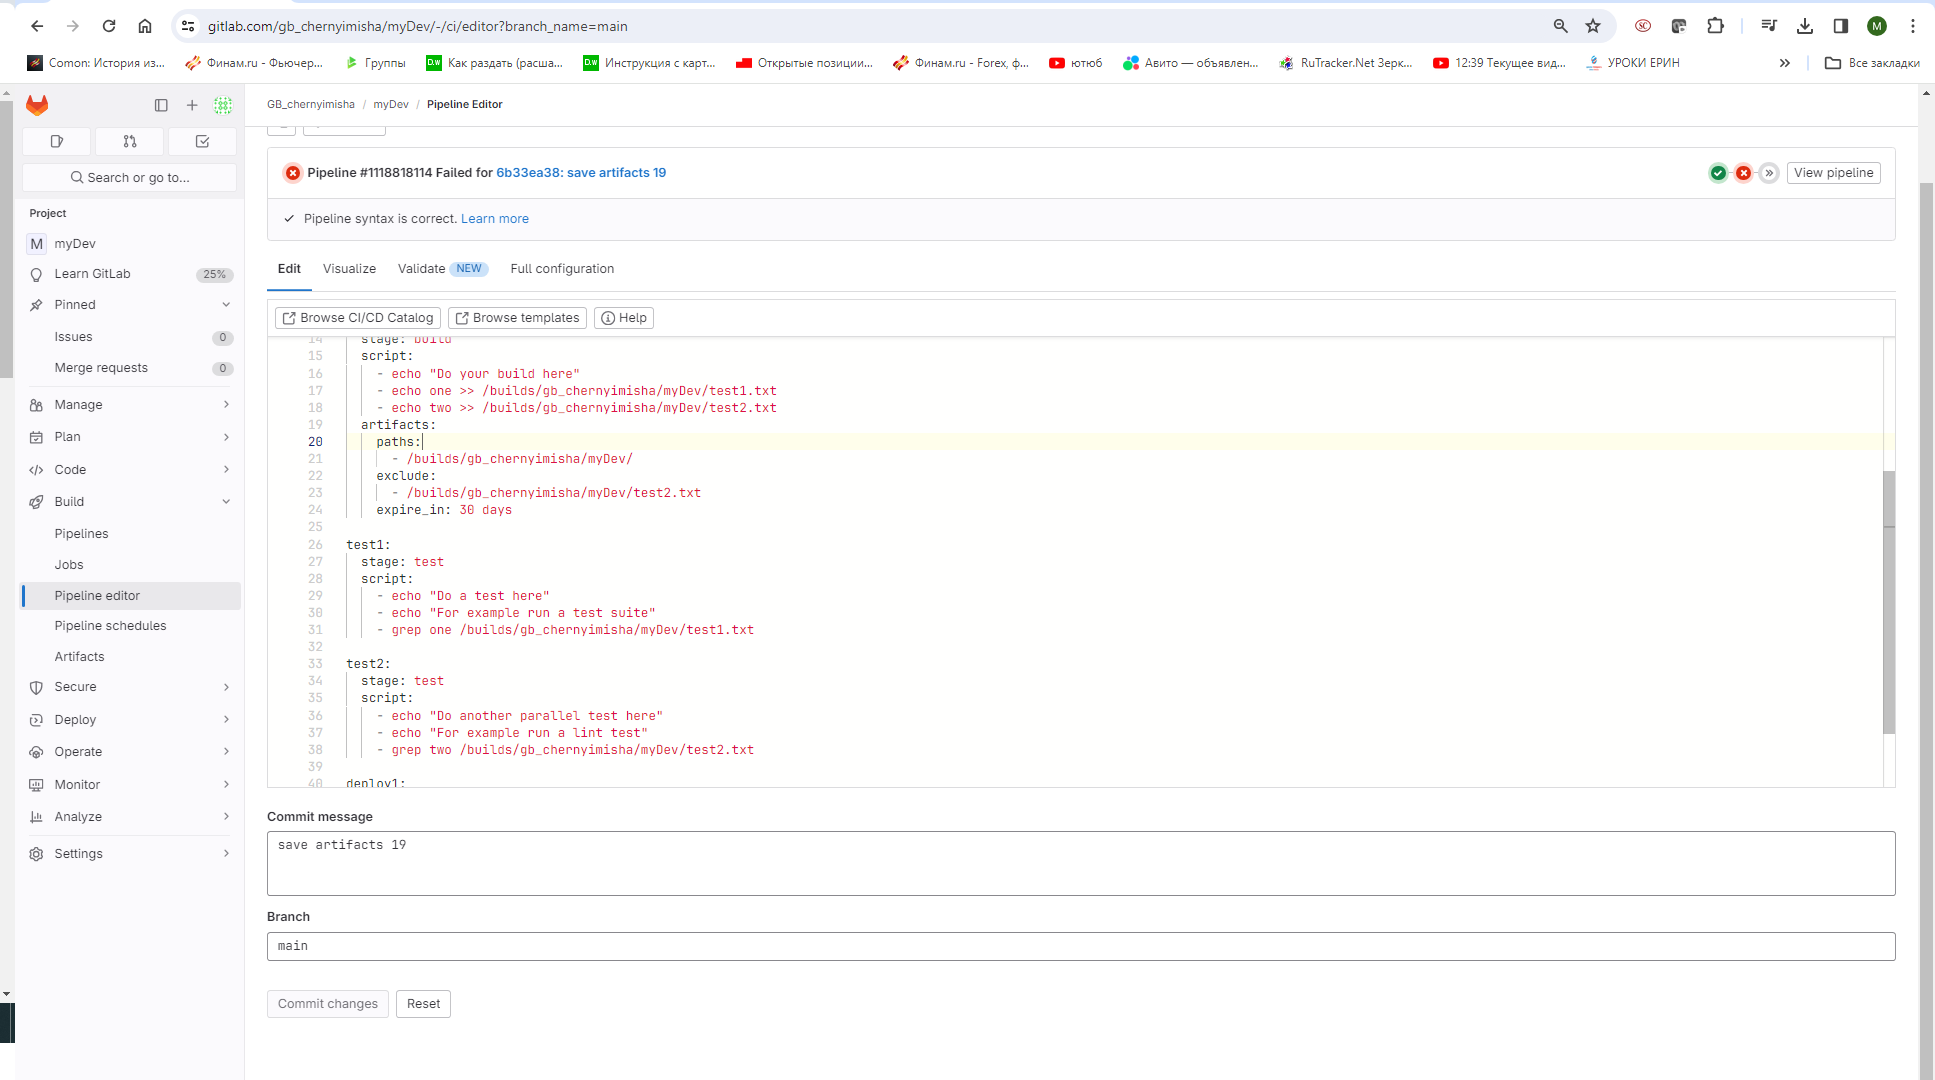 gitlab.com/gb_chernyimisha/myDev/-/ci/editor?branch_name=main
SC
M
Comon: История из...
Финам.ru - Фьючер...
Группы
D.w
Как раздать (расша...
D.w
Инструкция с карт...
Открытые позиции...
Финам.ru - Forex, ф...
ютюб
Авито — объявлен...
RuTracker.Net Зерк...
12:39 Текущее вид...
УРОКИ ЕРИН
Все закладки
Search or go to...
Project
M myDev
Learn GitLab 25%
Pinned
Issues 0
Merge requests 0
Manage
Plan
Code
Build
Pipelines
Jobs
Pipeline editor
Pipeline schedules
Artifacts
Secure
Deploy
Operate
Monitor
Analyze
Settings
GB_chernyimisha / myDev / Pipeline Editor
Pipeline #1118818114 Failed for 6b33ea38: save artifacts 19
View pipeline
Pipeline syntax is correct. Learn more
Edit Visualize Validate NEW Full configuration
Browse CI/CD Catalog Browse templates Help
14 stage: build
15 script:
16 - echo "Do your build here"
17 - echo one >> /builds/gb_chernyimisha/myDev/test1.txt
18 - echo two >> /builds/gb_chernyimisha/myDev/test2.txt
19 artifacts:
20 paths:
21 - /builds/gb_chernyimisha/myDev/
22 exclude:
23 - /builds/gb_chernyimisha/myDev/test2.txt
24 expire_in: 30 days
25
26 test1:
27 stage: test
28 script:
29 - echo "Do a test here"
30 - echo "For example run a test suite"
31 - grep one /builds/gb_chernyimisha/myDev/test1.txt
32
33 test2:
34 stage: test
35 script:
36 - echo "Do another parallel test here"
37 - echo "For example run a lint test"
38 - grep two /builds/gb_chernyimisha/myDev/test2.txt
39
40 deploy1:
Commit message
save artifacts 19
Branch
main
Commit changes Reset